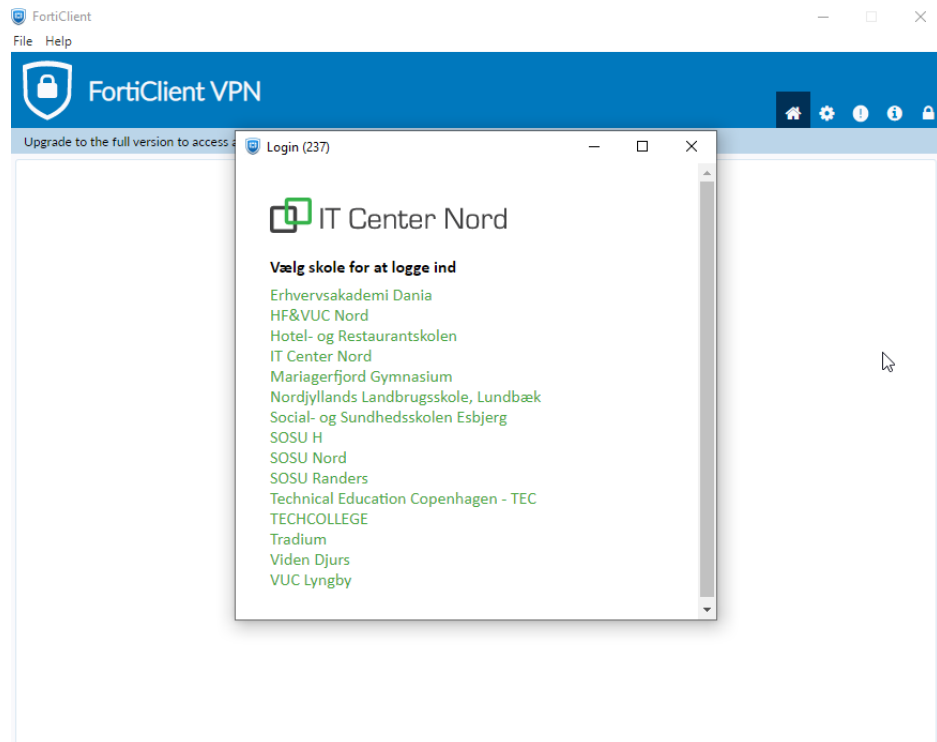 FortiClient
File Help
FortiClient VPN
Upgrade to the full version to access
Login (237)
IT Center Nord
Vælg skole for at logge ind
Erhvervsakademi Dania
HF&VUC Nord
Hotel- og Restaurantskolen
IT Center Nord
Mariagerfjord Gymnasium
Nordjyllands Landbrugsskole, Lundbæk
Social- og Sundhedsskolen Esbjerg
SOSU H
SOSU Nord
SOSU Randers
Technical Education Copenhagen - TEC
TECHCOLLEGE
Tradium
Viden Djurs
VUC Lyngby